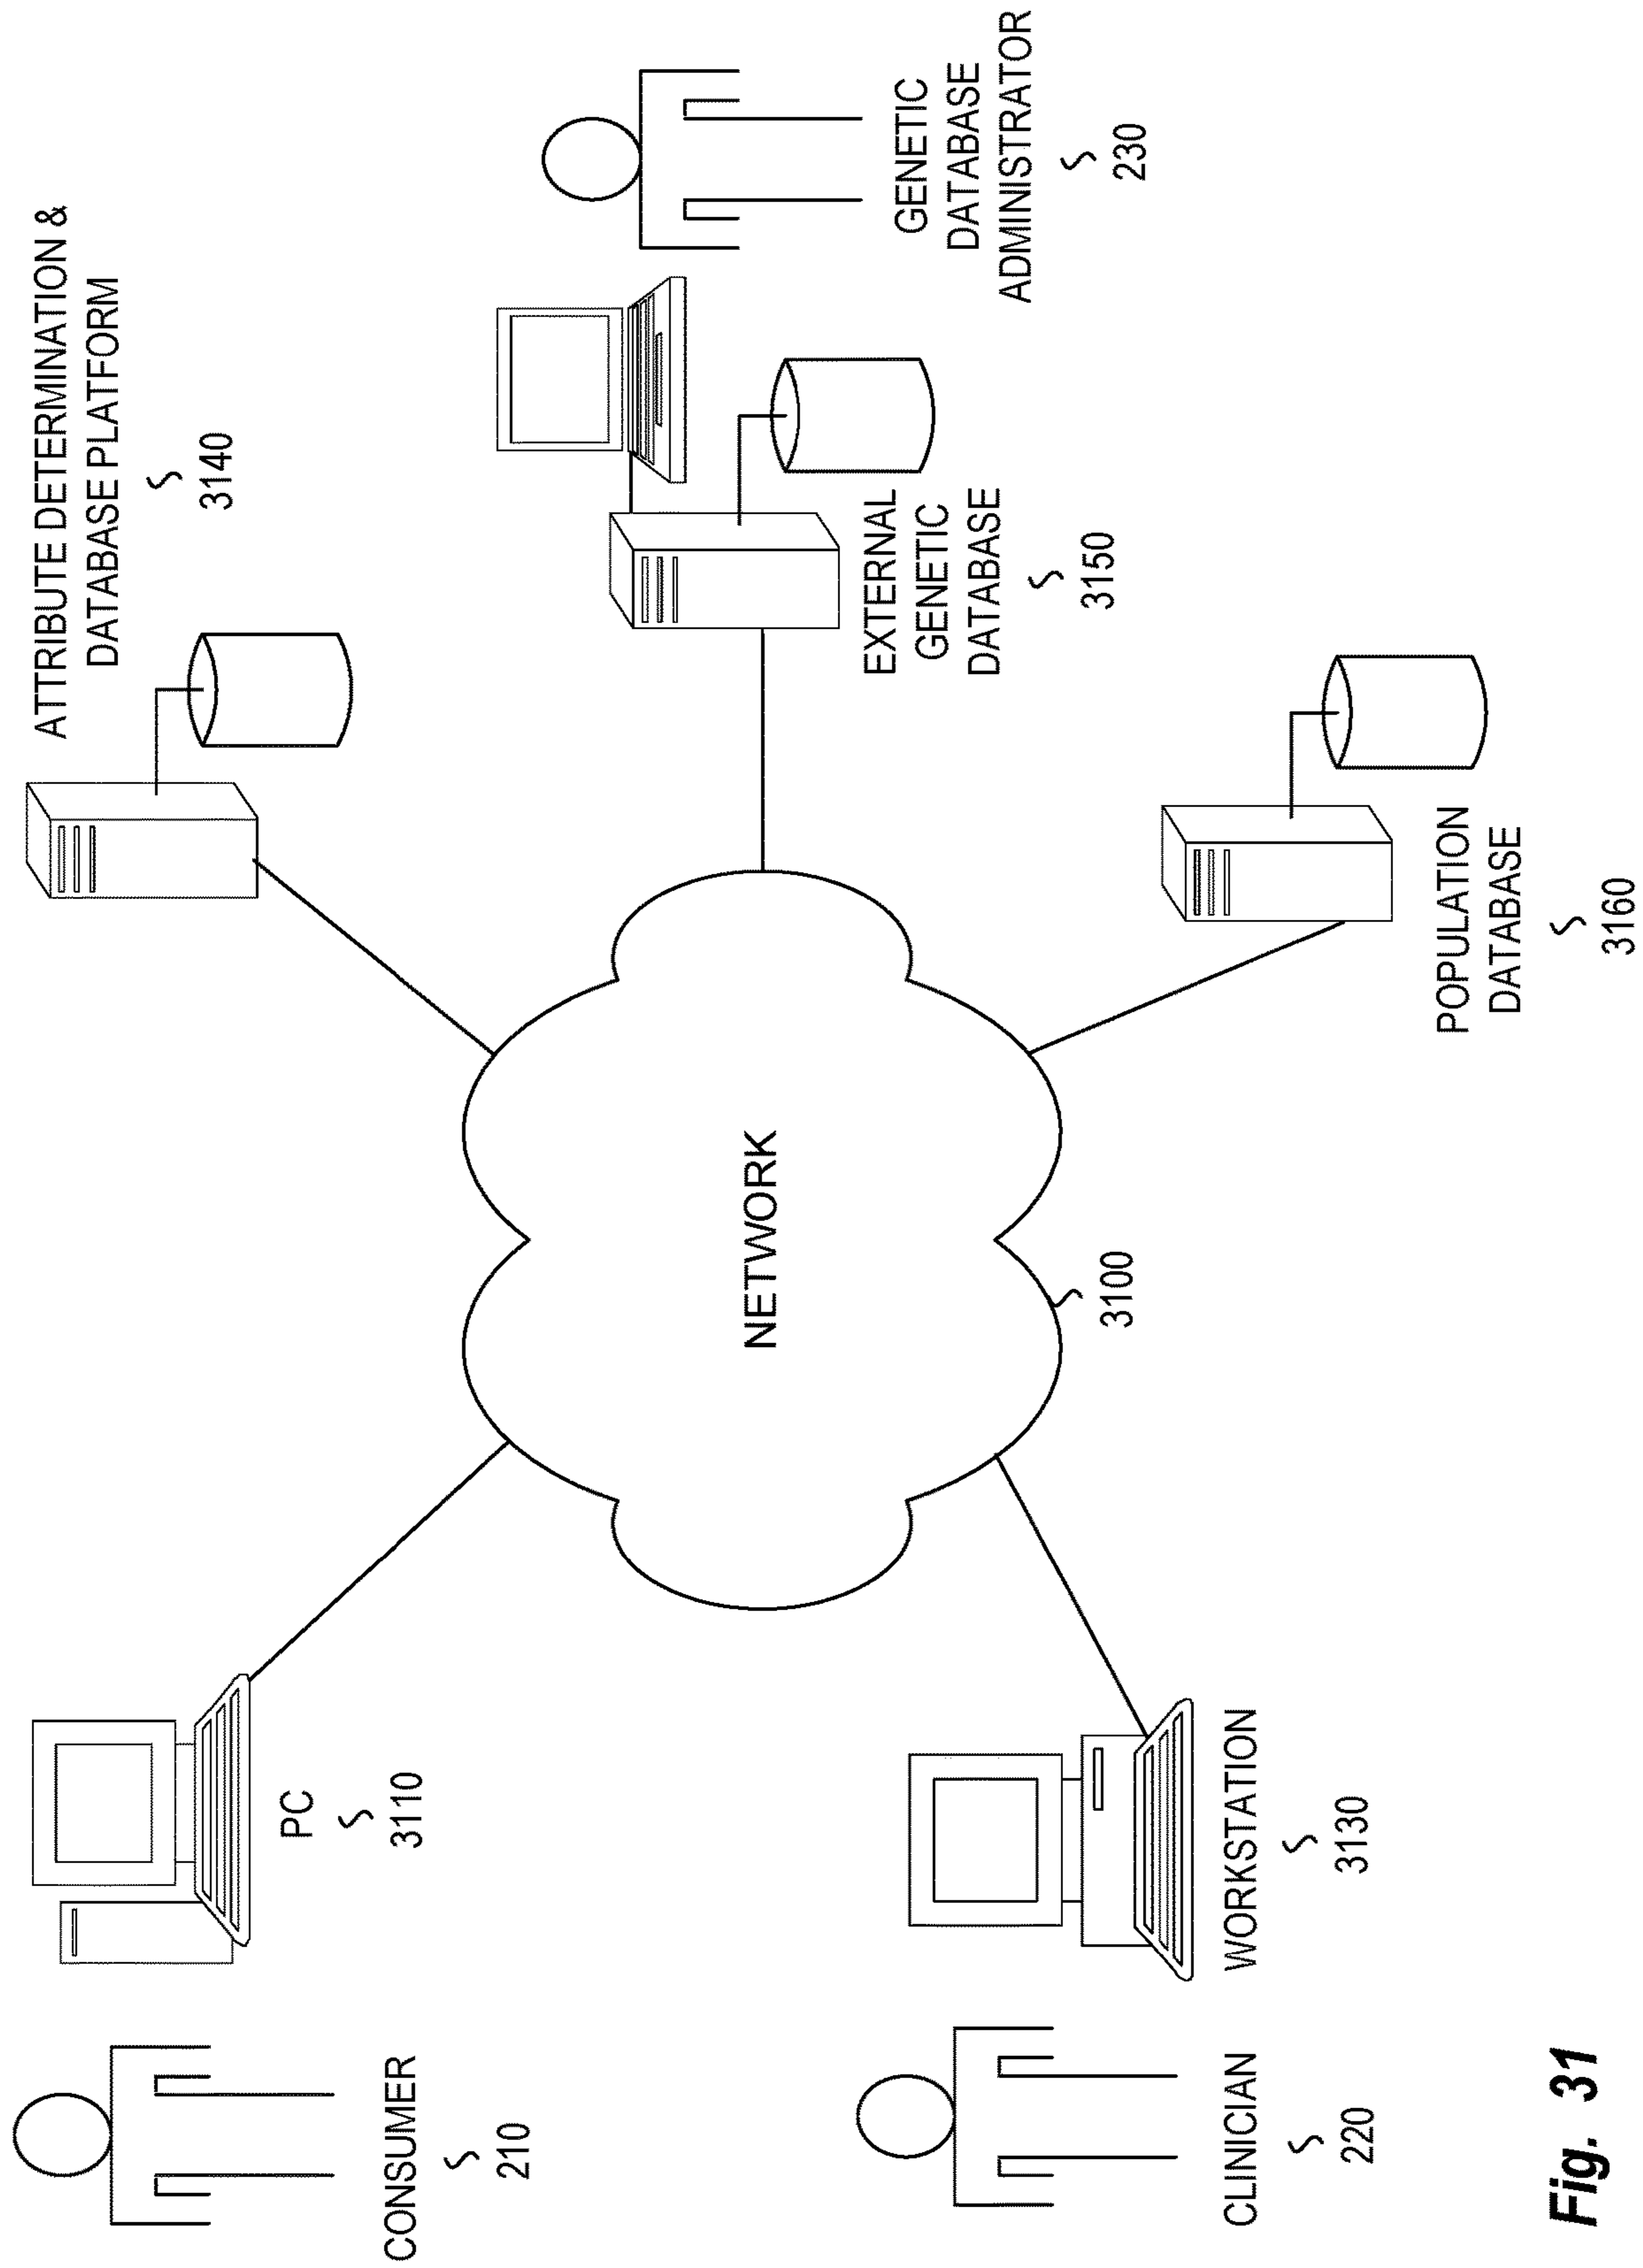 ATTRIBUTE DETERMINATION &
DATABASE PLATFORM
3140
CONSUMER
210
PC
3110
NETWORK
3100
EXTERNAL
GENETIC
DATABASE
3150
GENETIC
DATABASE
ADMINISTRATOR
230
CLINICIAN
220
WORKSTATION
3130
POPULATION
DATABASE
3160
Fig. 31